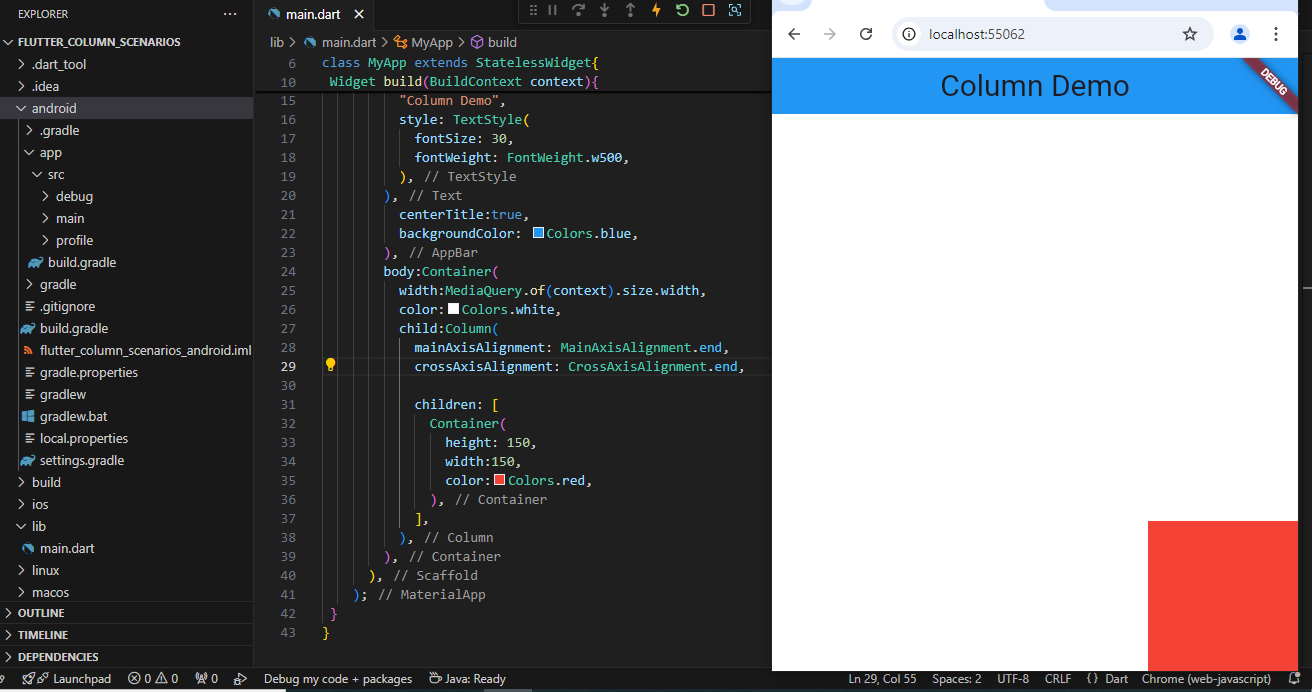 EXPLORER
FLUTTER_COLUMN_SCENARIOS
.dart_tool
.idea
android
.gradle
app
src
debug
main
profile
build.gradle
gradle
.gitignore
build.gradle
flutter_column_scenarios_android.iml
gradle.properties
gradlew
gradlew.bat
local.properties
settings.gradle
build
ios
lib
main.dart
linux
macos
OUTLINE
TIMELINE
DEPENDENCIES
main.dart
lib > main.dart > MyApp > build
6 class MyApp extends StatelessWidget{
10 Widget build(BuildContext context){
15 "Column Demo",
16 style: TextStyle(
17 fontSize: 30,
18 fontWeight: FontWeight.w500,
19 ), // TextStyle
20 ), // Text
21 centerTitle:true,
22 backgroundColor: Colors.blue,
23 ), // AppBar
24 body:Container(
25 width:MediaQuery.of(context).size.width,
26 color:Colors.white,
27 child:Column(
28 mainAxisAlignment: MainAxisAlignment.end,
29 crossAxisAlignment: CrossAxisAlignment.end,
30
31 children: [
32 Container(
33 height: 150,
34 width:150,
35 color:Colors.red,
36 ), // Container
37 ],
38 ), // Column
39 ), // Container
40 ), // Scaffold
41 ); // MaterialApp
42 }
43 }
localhost:55062
Column Demo
DEBUG
Launchpad 0 0 0 Debug my code + packages Java: Ready Ln 29, Col 55 Spaces: 2 UTF-8 CRLF {} Dart Chrome (web-javascript)